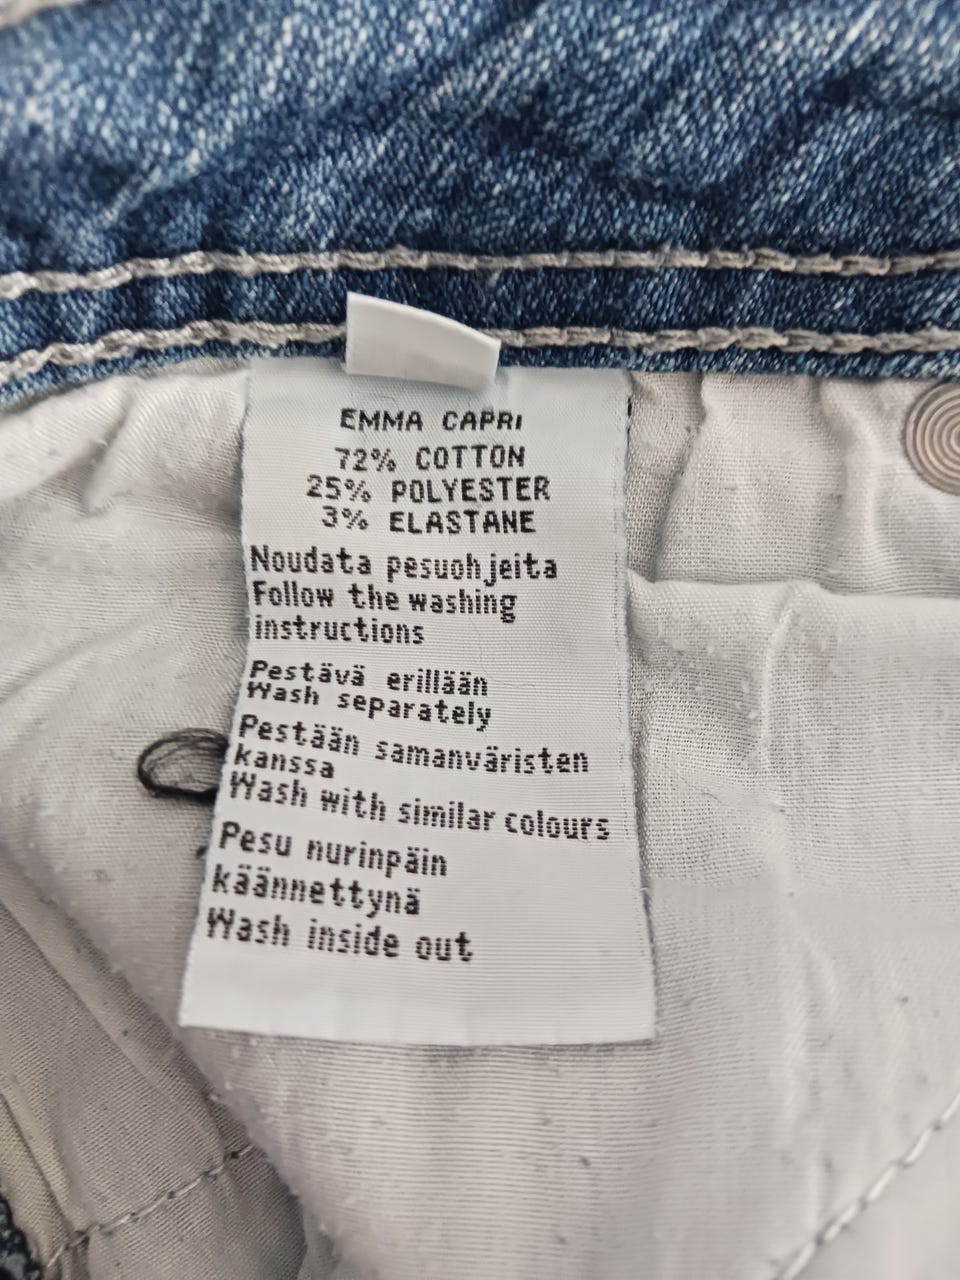 EMMA CAPRI
72% COTTON
25% POLYESTER
3% ELASTANE
Noudata pesuohjeita
Follow the washing
instructions
Pestävä erillään
Wash separately
Pestään samanväristen
kanssa
Wash with similar colours
Pesu nurinpäin
käännettynä
Wash inside out